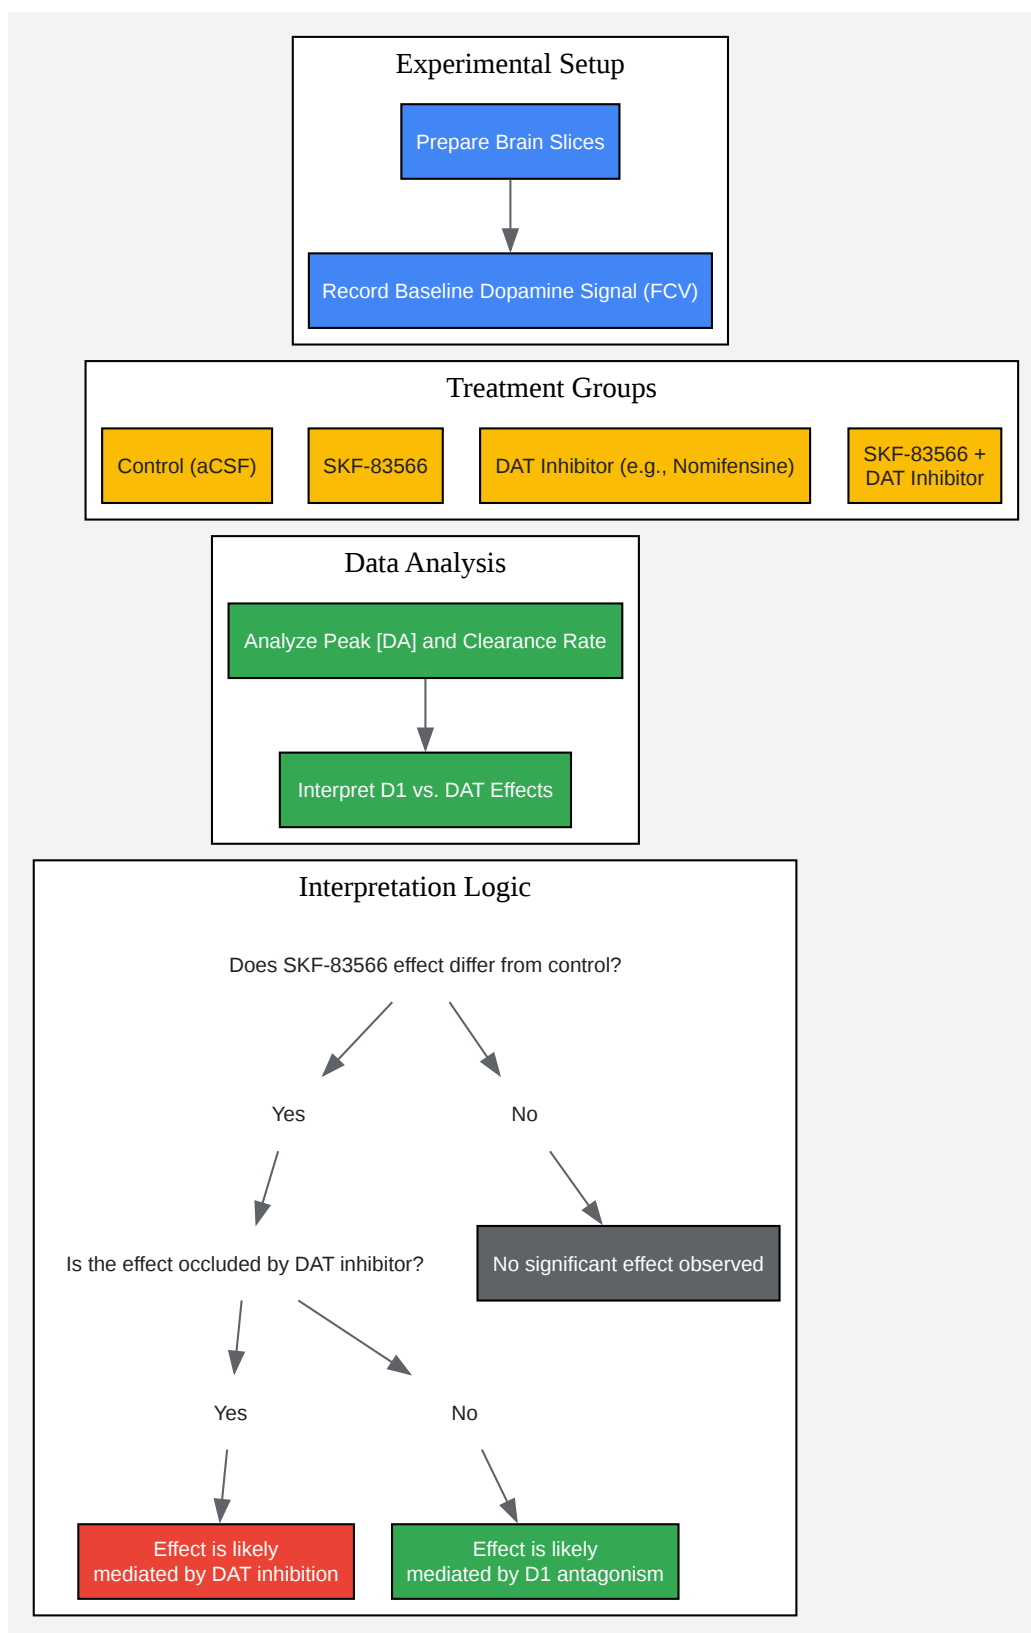 Experimental Setup
Prepare Brain Slices
Record Baseline Dopamine Signal (FCV)
Treatment Groups
Control (aCSF)
SKF-83566
DAT Inhibitor (e.g., Nomifensine)
SKF-83566 +
DAT Inhibitor
Data Analysis
Analyze Peak [DA] and Clearance Rate
Interpret D1 vs. DAT Effects
Interpretation Logic
Does SKF-83566 effect differ from control?
Yes
No
Is the effect occluded by DAT inhibitor?
No significant effect observed
Yes
No
Effect is likely
mediated by DAT inhibition
Effect is likely
mediated by D1 antagonism